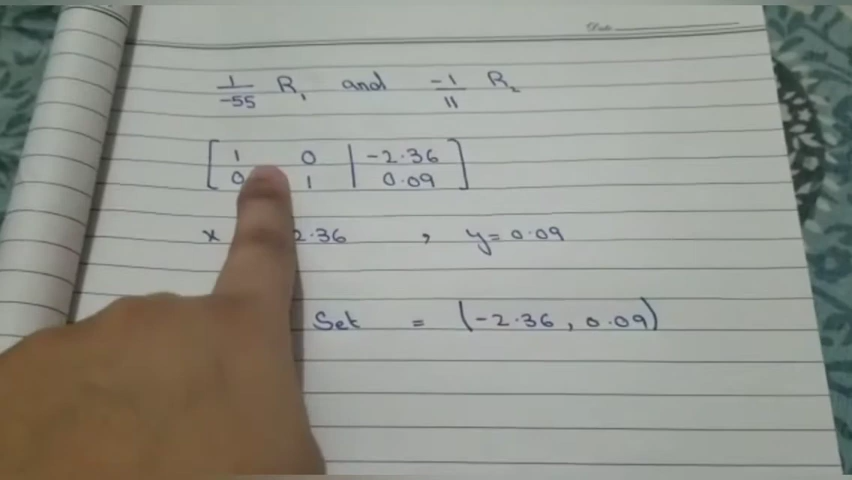 Date
1/-55 R₁ and -1/11 R₂
[ 1 0 | -2.36 ]
[ 0 1 | 0.09 ]
x 2.36 , y = 0.09
Set = (-2.36, 0.09)